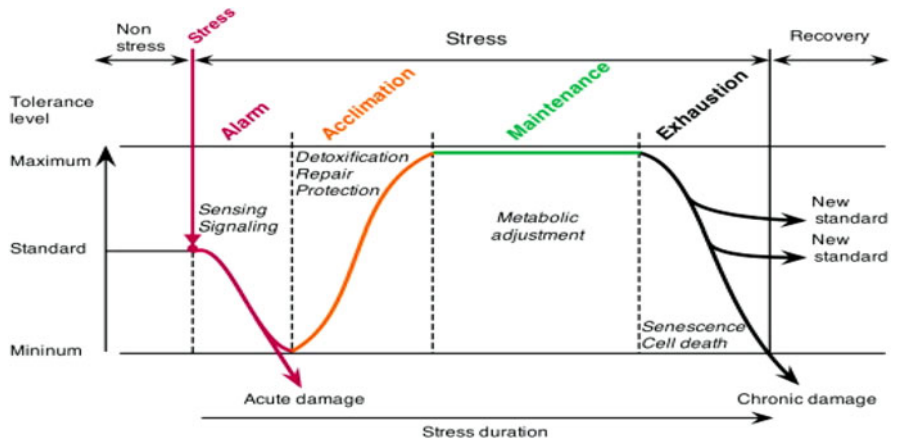 Non
stress
Stress
Stress
Recovery
Tolerance
level
Alarm
Acclimation
Maintenance
Exhaustion
Maximum
Detoxification
Repair
Protection
Sensing
Signaling
Metabolic
adjustment
New
standard
New
standard
Standard
Senescence
Cell death
Mininum
Acute damage
Chronic damage
Stress duration